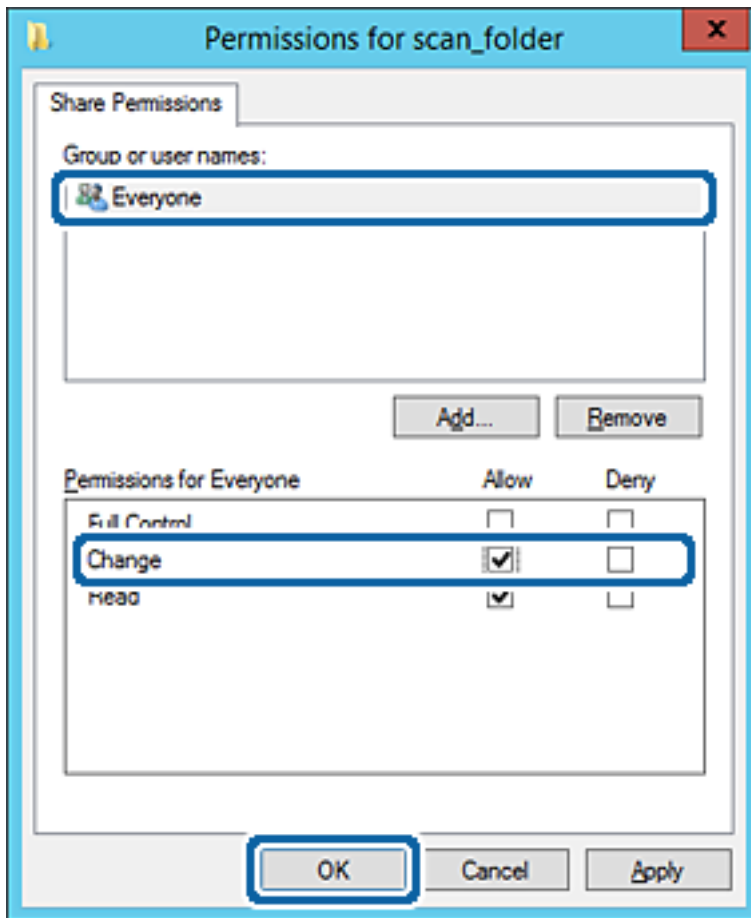 Permissions for scan_folder
x
Share Permissions
Group or user names:
Everyone
Add...
Remove
Permissions for Everyone Allow Deny
Full Control
Change
Read
OK
Cancel
Apply